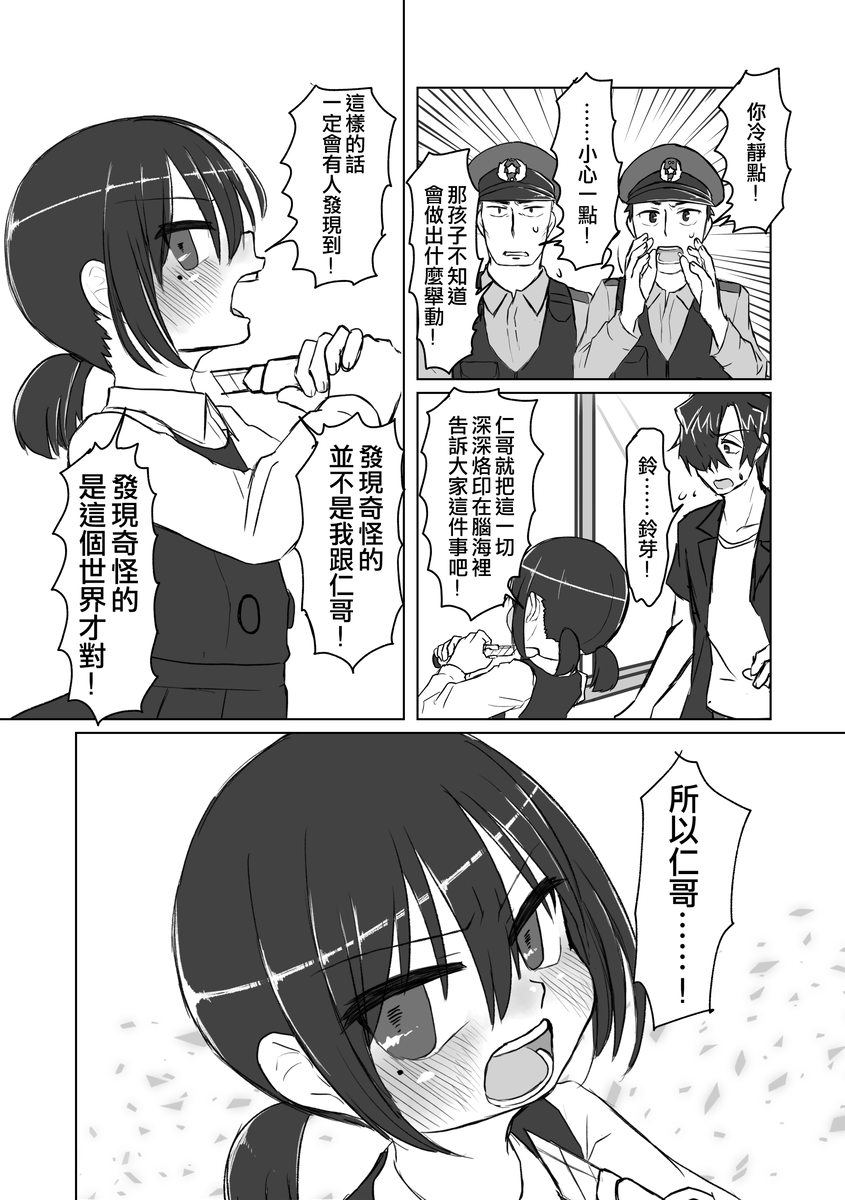 你冷靜點！
……小心一點！
那孩子不知道
會做出什麼舉動！
鈴……鈴芽！
仁哥就把這一切
深深烙印在腦海裡
告訴大家這件事吧！
這樣的話
一定會有人發現到！
發現奇怪的
並不是我跟仁哥！
發現奇怪的
是這個世界才對！
所以仁哥……！